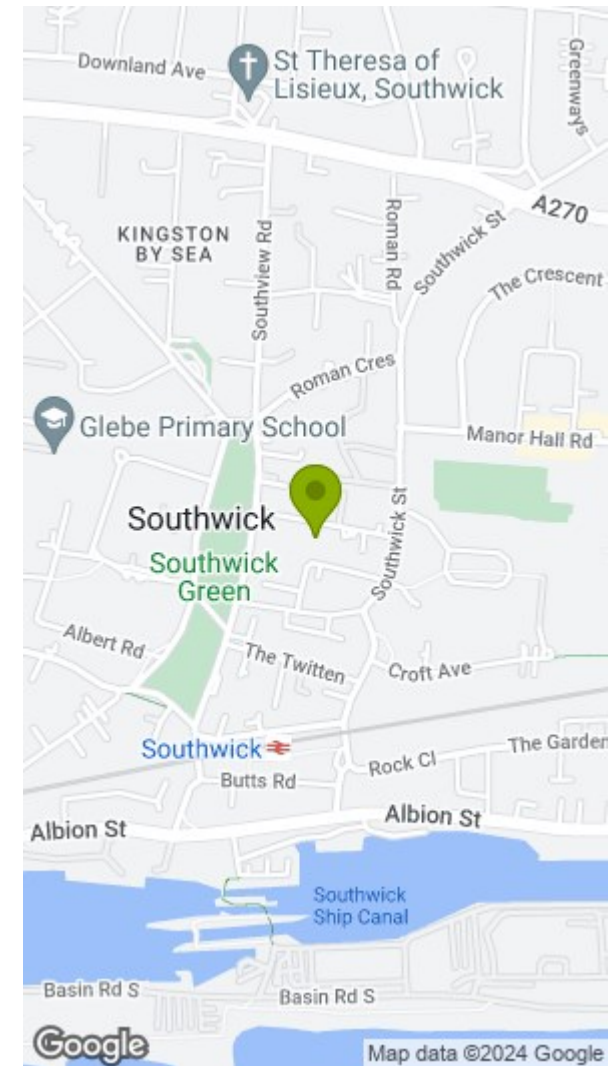 Downland Ave
St Theresa of
Lisieux, Southwick
Greenways
A270
KINGSTON
BY SEA
Southview Rd
Roman Rd
Southwick St
The Crescent
Roman Cres
Glebe Primary School
Manor Hall Rd
Southwick
Southwick St
Southwick
Green
Albert Rd
The Twitten
Croft Ave
Southwick
Rock Cl
The Garden
Butts Rd
Albion St
Albion St
Southwick
Ship Canal
Basin Rd S
Basin Rd S
Google
Map data ©2024 Google